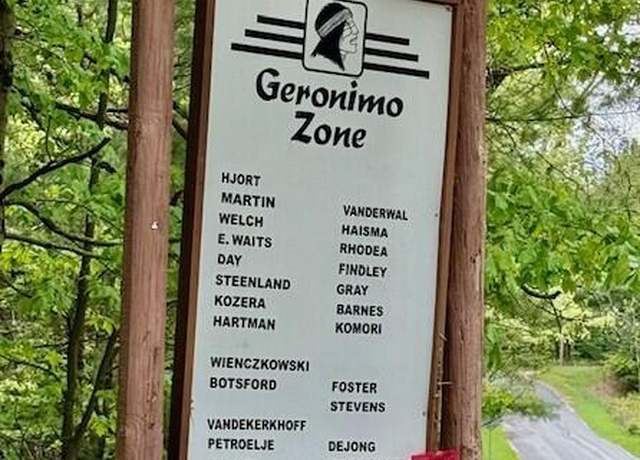 Geronimo
Zone
HJORT
MARTIN
WELCH
E. WAITS
DAY
STEENLAND
KOZERA
HARTMAN
WIENCZKOWSKI
BOTSFORD
VANDEKERKHOFF
PETROELJE
VANDERWAL
HAISMA
RHODEA
FINDLEY
GRAY
BARNES
KOMORI
FOSTER
STEVENS
DEJONG